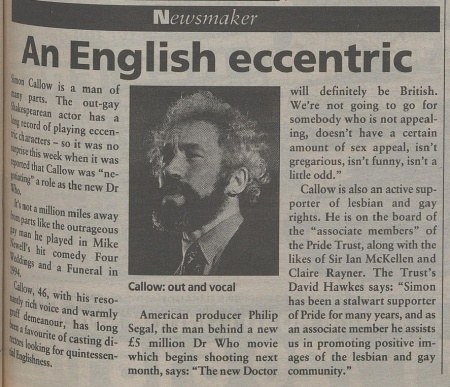 Newsmaker
An English eccentric
Simon Callow is a man of
many parts. The out-gay
Shakespearean actor has a
long record of playing eccen-
tric characters – so it was no
surprise this week when it was
reported that Callow was "ne-
gotiating" a role as the new Dr
Who.
It's not a million miles away
from parts like the outrageous
gay man he played in Mike
Newell's hit comedy Four
Weddings and a Funeral in
1994.
Callow, 46, with his reso-
nantly rich voice and warmly
gruff demeanour, has long
been a favourite of casting di-
rectors looking for quintessen-
tial Englishness.
Callow: out and vocal
American producer Philip
Segal, the man behind a new
£5 million Dr Who movie
which begins shooting next
month, says: "The new Doctor
will definitely be British.
We're not going to go for
somebody who is not appeal-
ing, doesn't have a certain
amount of sex appeal, isn't
gregarious, isn't funny, isn't a
little odd."
Callow is also an active sup-
porter of lesbian and gay
rights. He is on the board of
the "associate members" of
the Pride Trust, along with the
likes of Sir Ian McKellen and
Claire Rayner. The Trust's
David Hawkes says: "Simon
has been a stalwart supporter
of Pride for many years, and as
an associate member he assists
us in promoting positive im-
ages of the lesbian and gay
community."